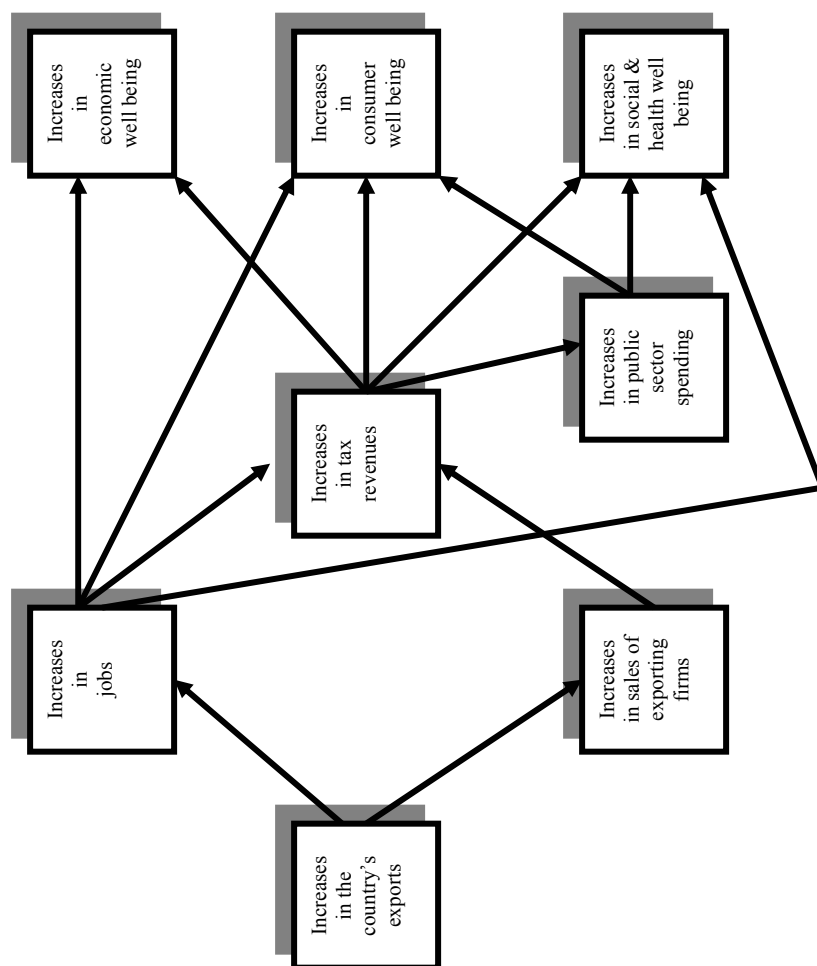 Increases
in the
country's
exports
Increases
in
jobs
Increases
in sales of
exporting
firms
Increases
in tax
revenues
Increases
in public
sector
spending
Increases
in
economic
well being
Increases
in
consumer
well being
Increases
in social &
health well
being